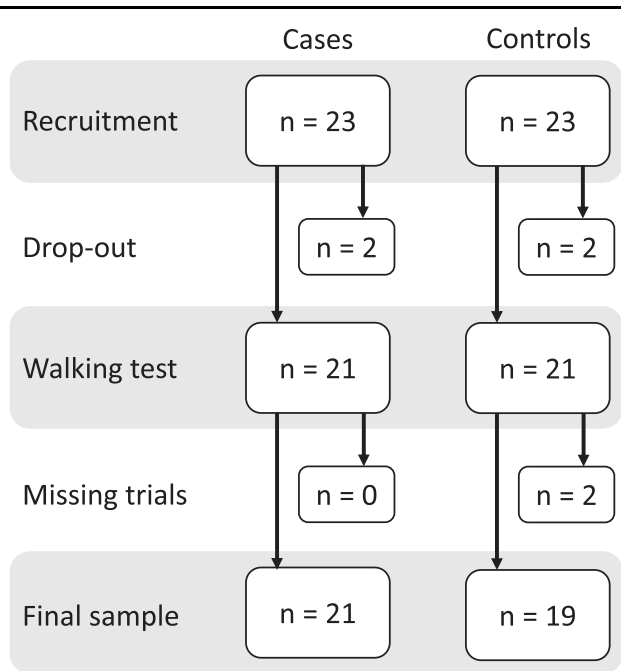 Cases Controls
Recruitment n = 23 n = 23
Drop-out n = 2 n = 2
Walking test n = 21 n = 21
Missing trials n = 0 n = 2
Final sample n = 21 n = 19